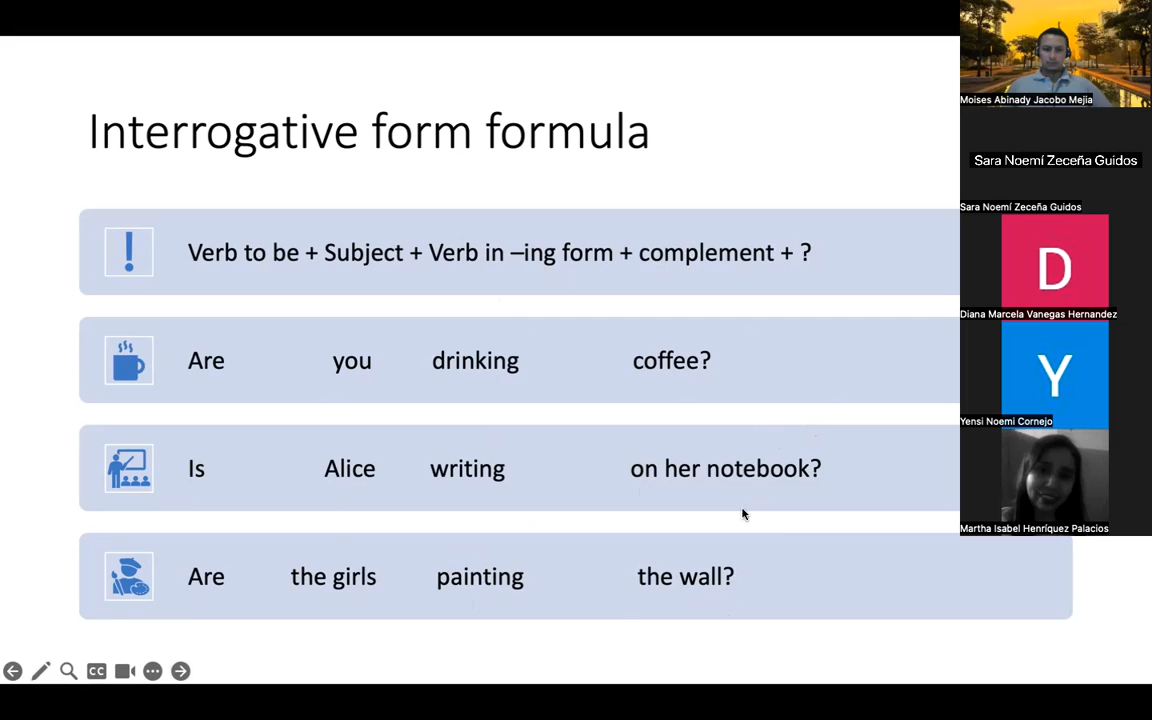 Interrogative form formula
Verb to be + Subject + Verb in –ing form + complement + ?
Are you drinking coffee?
Is Alice writing on her notebook?
Are the girls painting the wall?
CC
Moises Abinady Jacobo Mejia
Sara Noemí Zeceña Guidos
Sara Noemí Zeceña Guidos
D
Diana Marcela Vanegas Hernandez
Y
Yensi Noemi Cornejo
Martha Isabel Henríquez Palacios